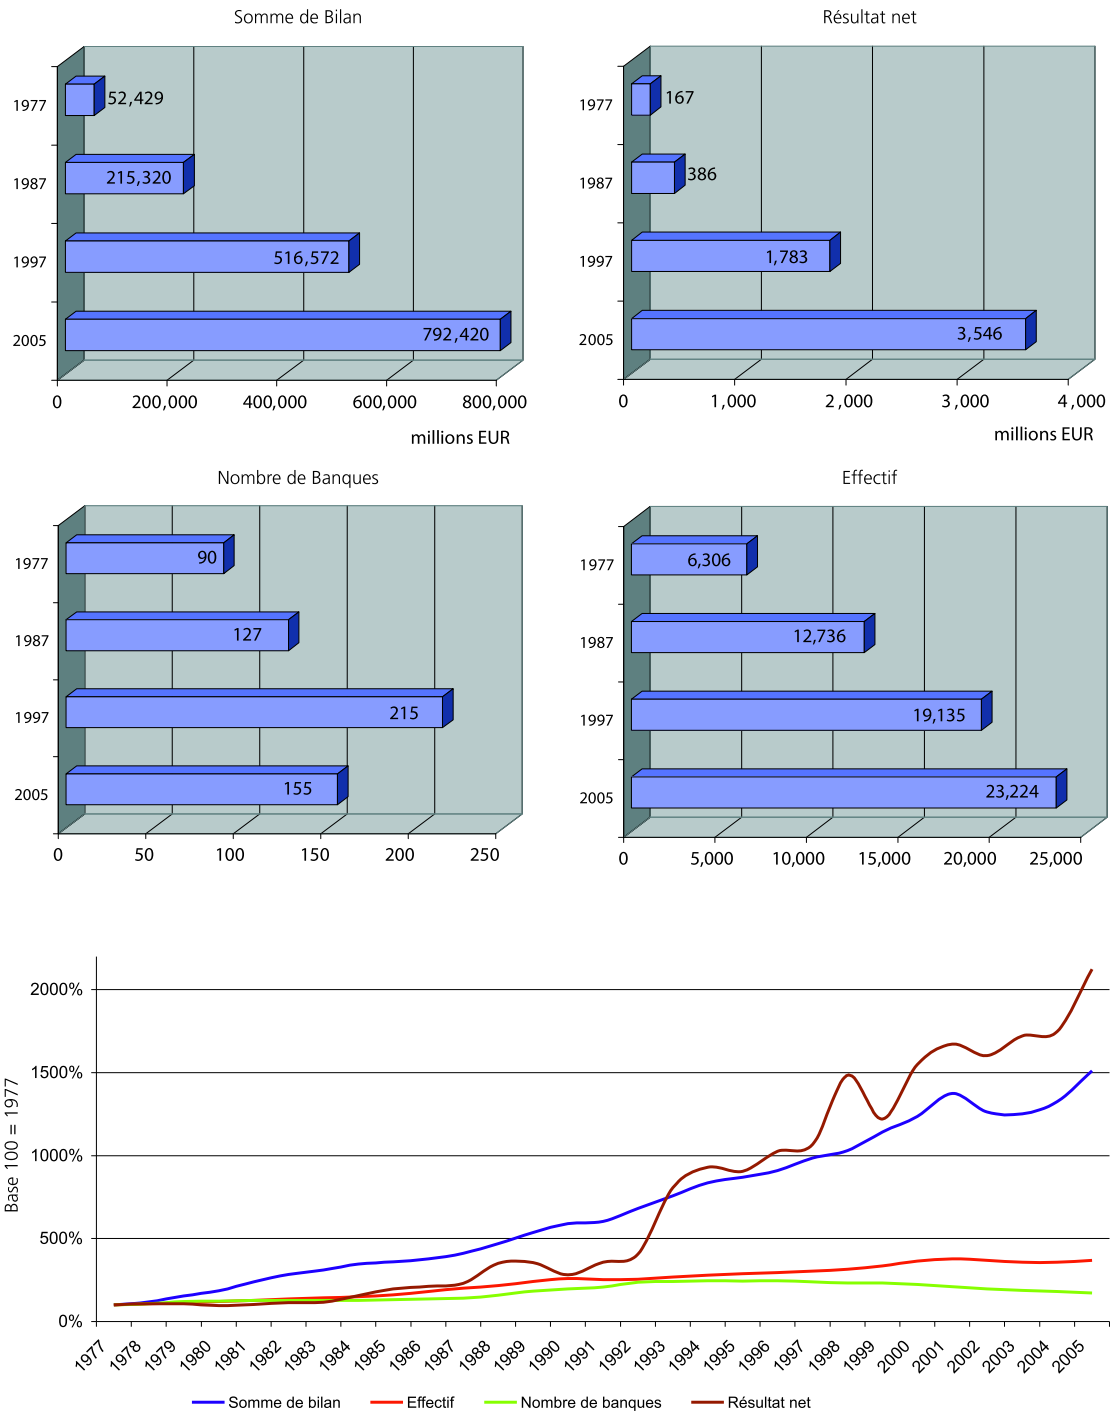 Somme de Bilan
1977
52,429
1987
215,320
1997
516,572
2005
792,420
0 200,000 400,000 600,000 800,000
millions EUR
Résultat net
1977
167
1987
386
1997
1,783
2005
3,546
0 1,000 2,000 3,000 4,000
millions EUR
Nombre de Banques
1977
90
1987
127
1997
215
2005
155
0 50 100 150 200 250
Effectif
1977
6,306
1987
12,736
1997
19,135
2005
23,224
0 5,000 10,000 15,000 20,000 25,000
Base 100 = 1977
2000%
1500%
1000%
500%
0%
1977 1978 1979 1980 1981 1982 1983 1984 1985 1986 1987 1988 1989 1990 1991 1992 1993 1994 1995 1996 1997 1998 1999 2000 2001 2002 2003 2004 2005
Somme de bilan Effectif Nombre de banques Résultat net